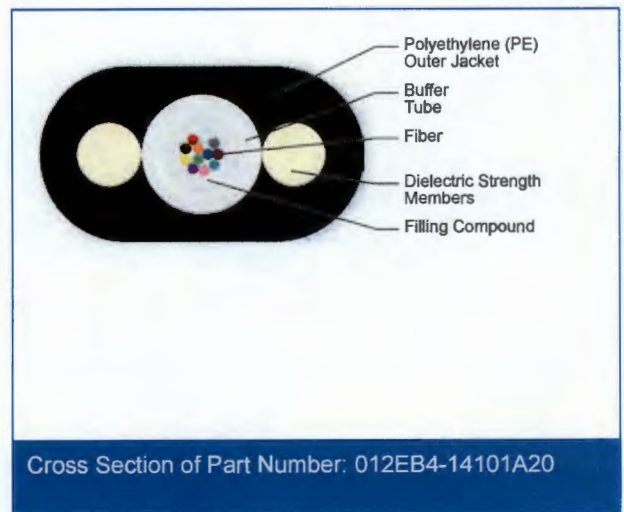 Polyethylene (PE)
Outer Jacket
Buffer
Tube
Fiber
Dielectric Strength
Members
Filling Compound
Cross Section of Part Number: 012EB4-14101A20